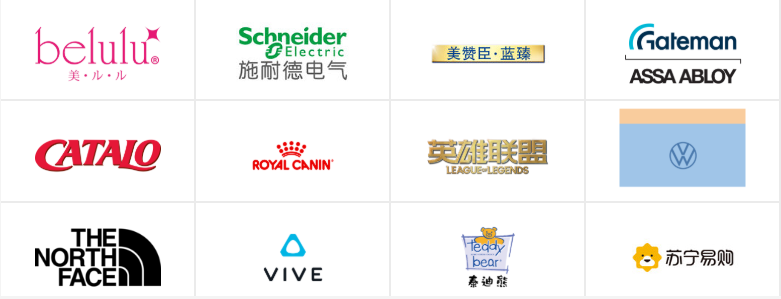 belulu®
美·ル·ル
Schneider
Electric
施耐德电气
美赞臣·蓝臻
Gateman
ASSA ABLOY
CATALO
ROYAL CANIN®
英雄联盟
LEAGUE OF LEGENDS
VW
THE
NORTH
FACE
VIVE
teddy
bear
泰迪熊
苏宁易购